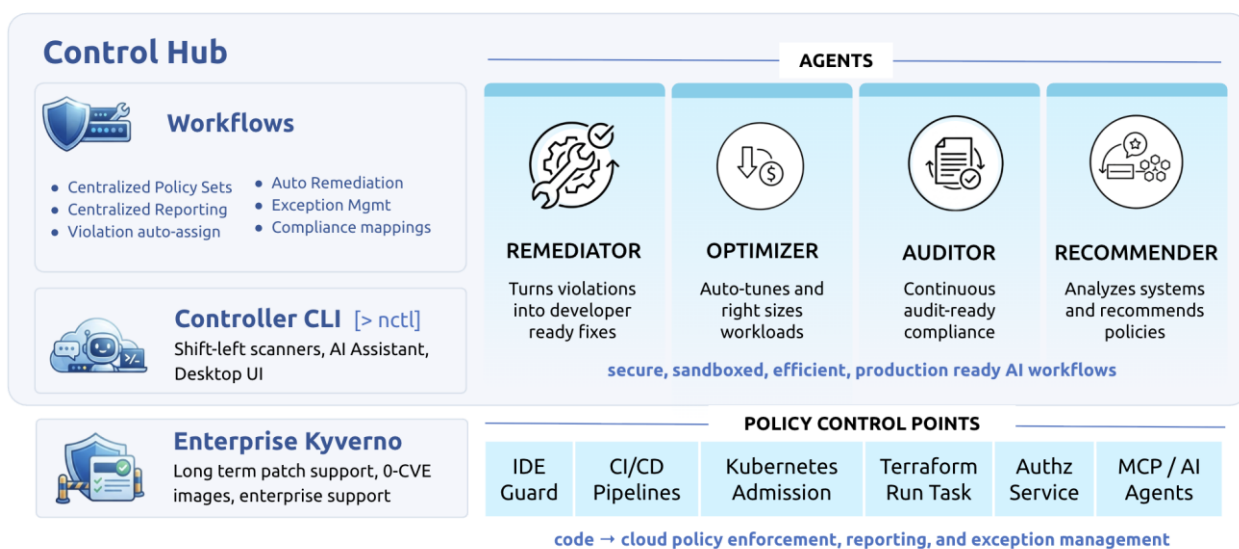 Control Hub
Workflows
• Centralized Policy Sets
• Centralized Reporting
• Violation auto-assign
• Auto Remediation
• Exception Mgmt
• Compliance mappings
Controller CLI [> nctl]
Shift-left scanners, AI Assistant,
Desktop UI
AGENTS
REMEDIATOR
Turns violations
into developer
ready fixes
OPTIMIZER
Auto-tunes and
right sizes
workloads
AUDITOR
Continuous
audit-ready
compliance
RECOMMENDER
Analyzes systems
and recommends
policies
secure, sandboxed, efficient, production ready AI workflows
Enterprise Kyverno
Long term patch support, 0-CVE
images, enterprise support
POLICY CONTROL POINTS
IDE
Guard
CI/CD
Pipelines
Kubernetes
Admission
Terraform
Run Task
Authz
Service
MCP / AI
Agents
code → cloud policy enforcement, reporting, and exception management